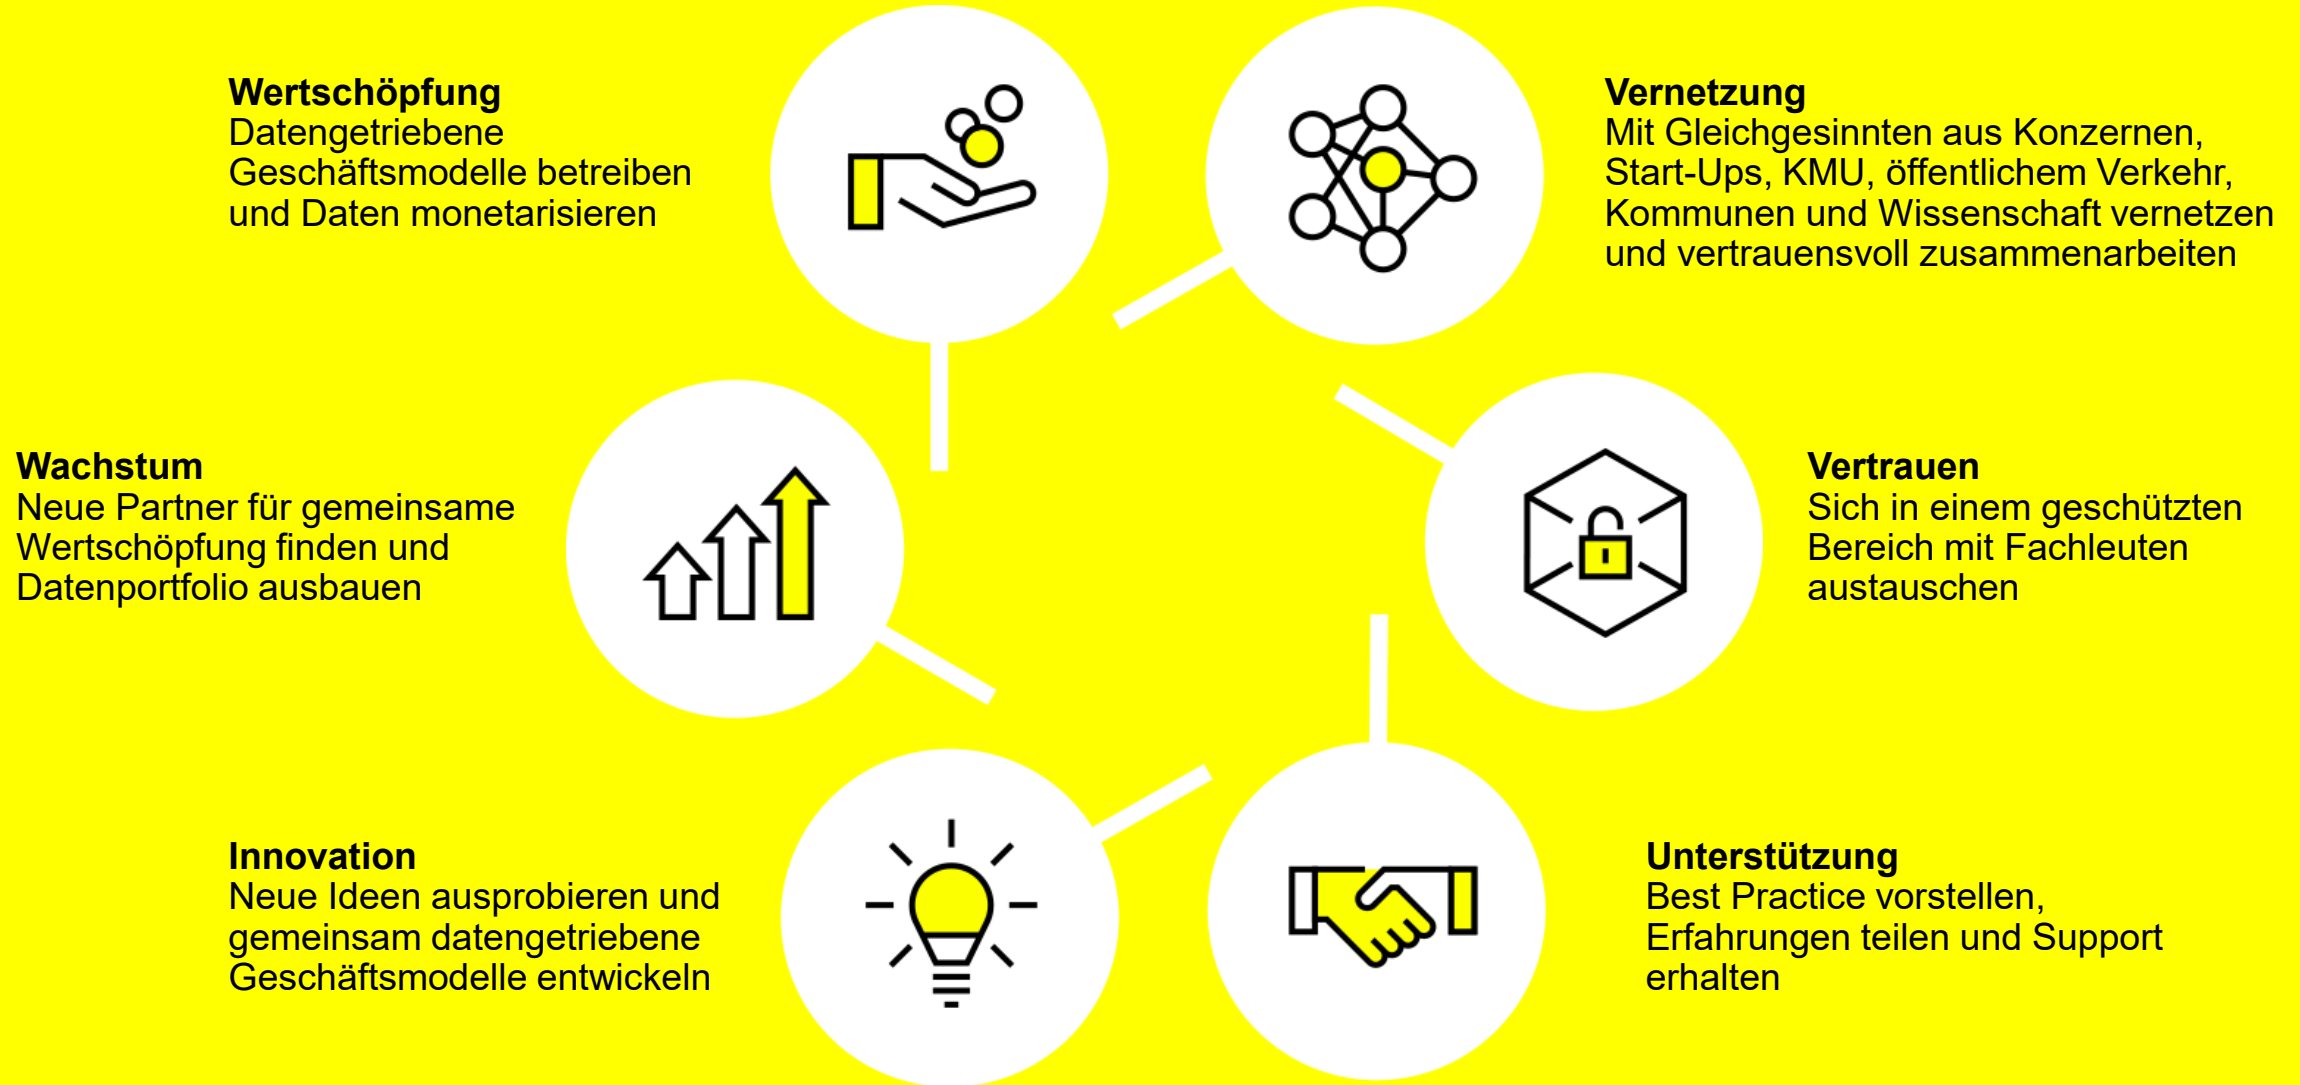 Wertschöpfung
Datengetriebene
Geschäftsmodelle betreiben
und Daten monetarisieren
Vernetzung
Mit Gleichgesinnten aus Konzernen,
Start-Ups, KMU, öffentlichem Verkehr,
Kommunen und Wissenschaft vernetzen
und vertrauensvoll zusammenarbeiten
Wachstum
Neue Partner für gemeinsame
Wertschöpfung finden und
Datenportfolio ausbauen
Vertrauen
Sich in einem geschützten
Bereich mit Fachleuten
austauschen
Innovation
Neue Ideen ausprobieren und
gemeinsam datengetriebene
Geschäftsmodelle entwickeln
Unterstützung
Best Practice vorstellen,
Erfahrungen teilen und Support
erhalten